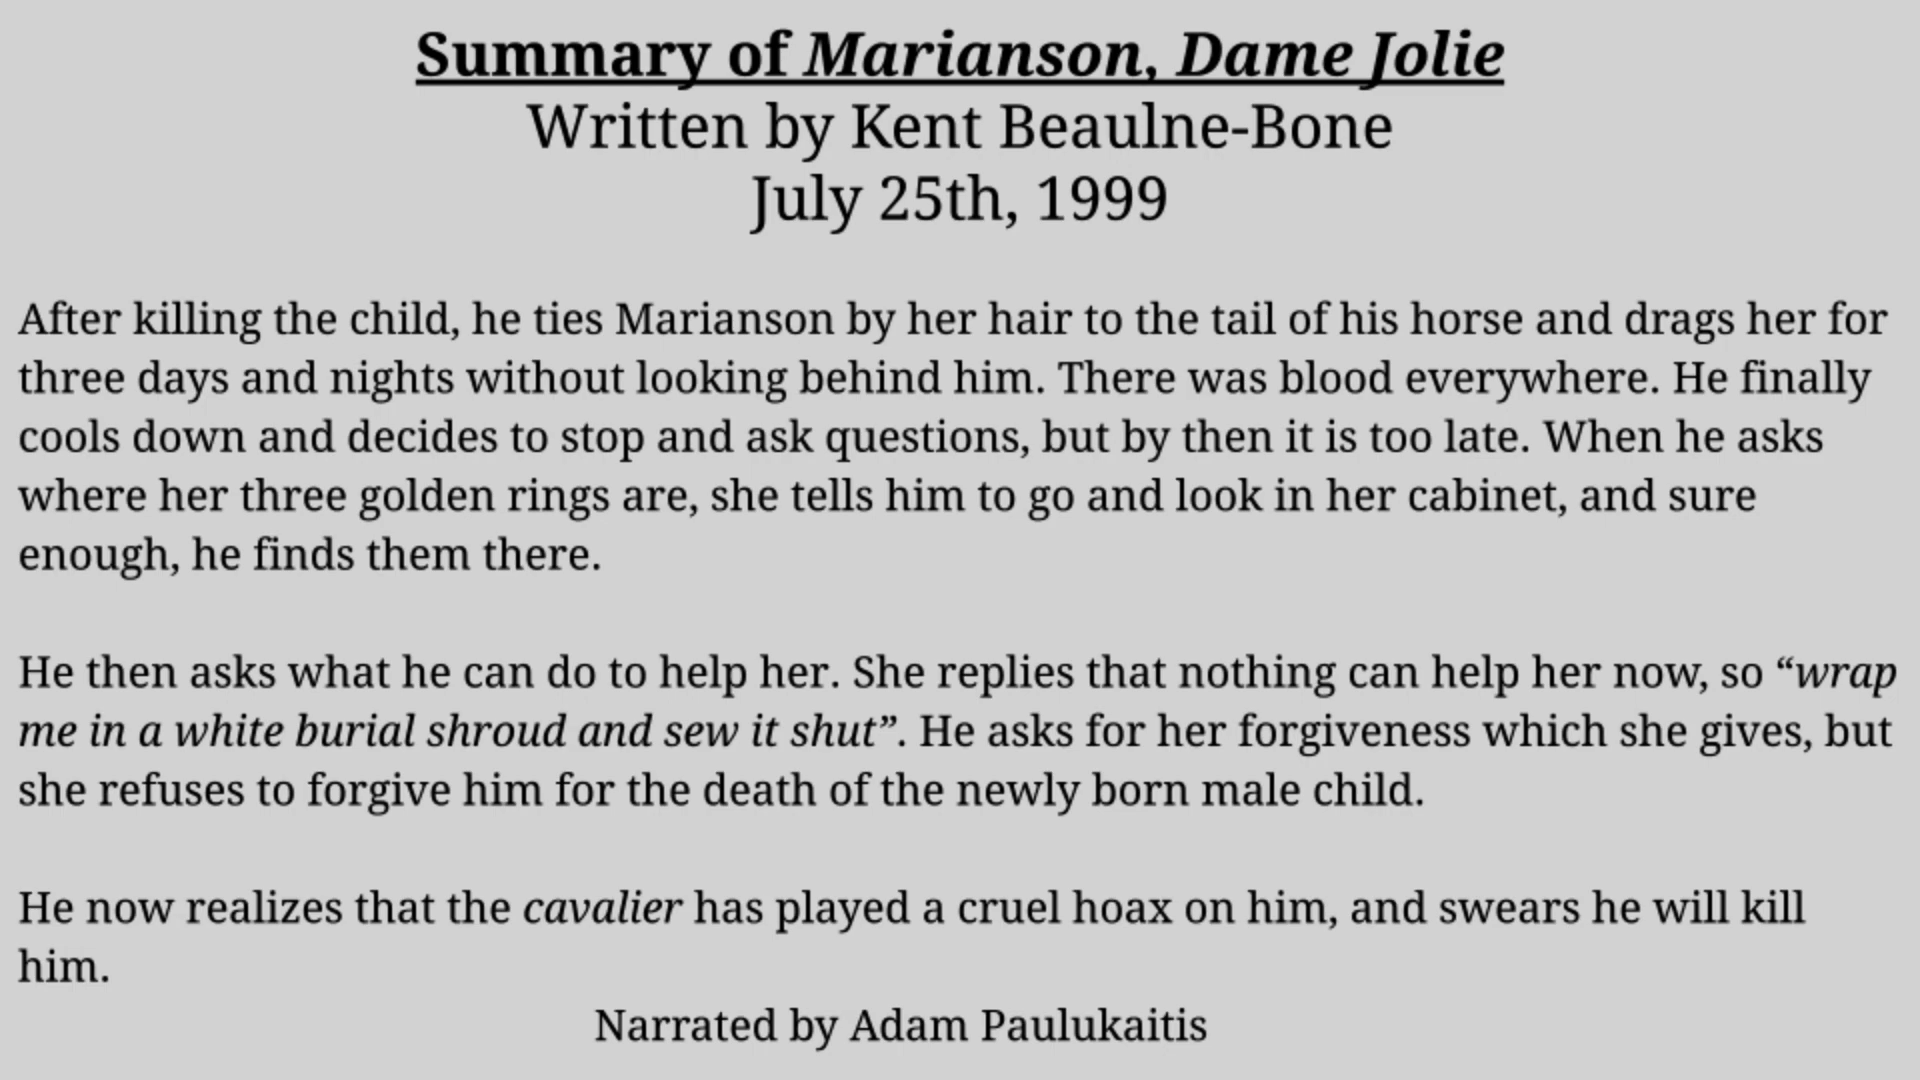 Summary of Marianson, Dame Jolie
Written by Kent Beaulne-Bone
July 25th, 1999
After killing the child, he ties Marianson by her hair to the tail of his horse and drags her for
three days and nights without looking behind him. There was blood everywhere. He finally
cools down and decides to stop and ask questions, but by then it is too late. When he asks
where her three golden rings are, she tells him to go and look in her cabinet, and sure
enough, he finds them there.
He then asks what he can do to help her. She replies that nothing can help her now, so “wrap
me in a white burial shroud and sew it shut”. He asks for her forgiveness which she gives, but
she refuses to forgive him for the death of the newly born male child.
He now realizes that the cavalier has played a cruel hoax on him, and swears he will kill
him.
Narrated by Adam Paulukaitis